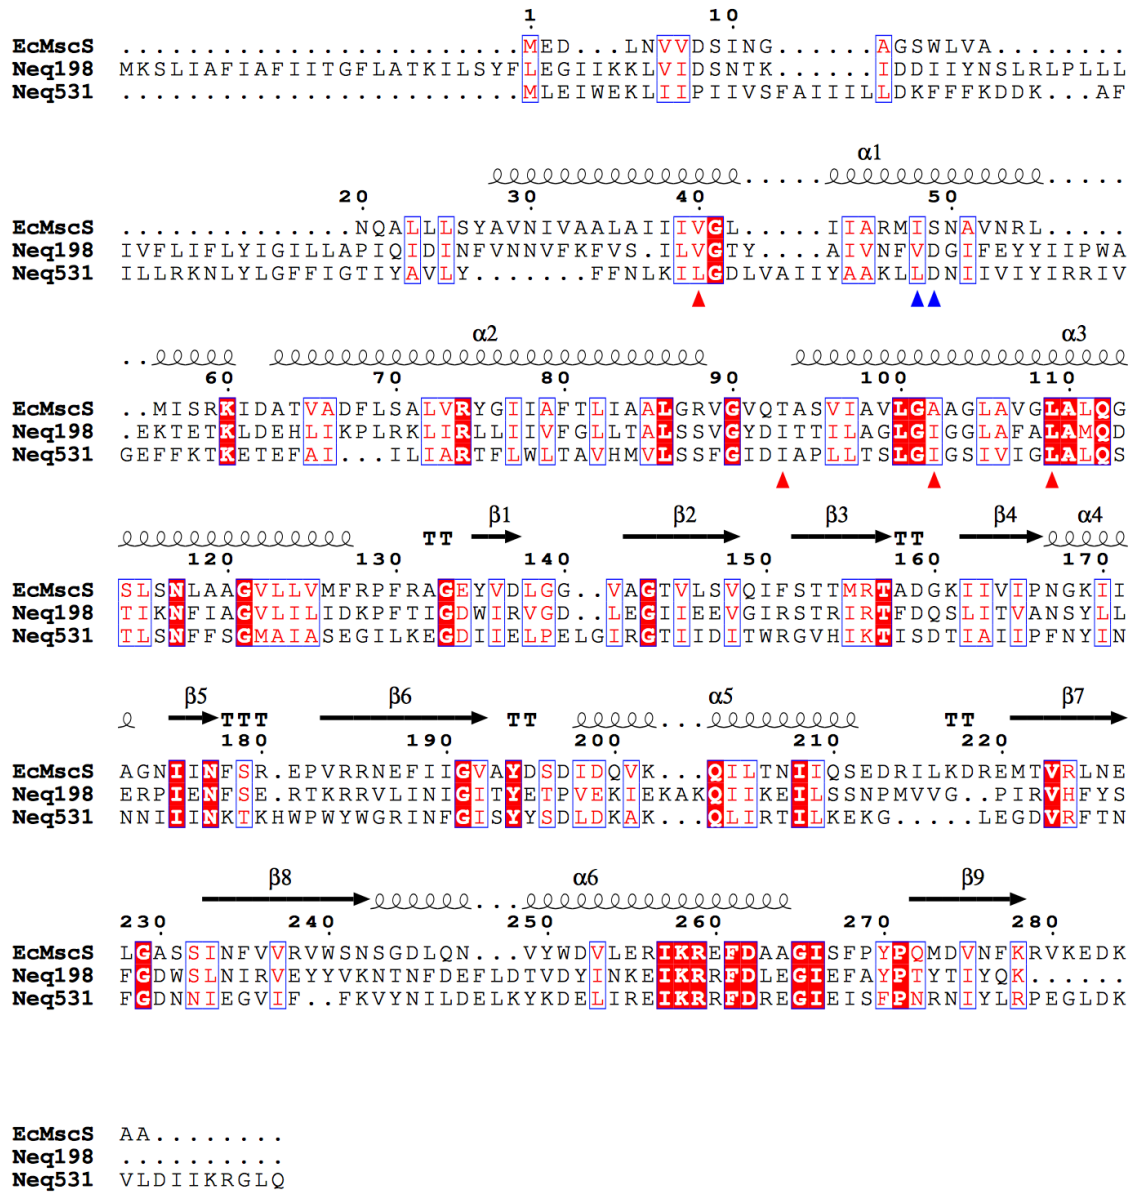 1 10
EcMscS ........................MED...LNVVDSING......AGSWLVA........
Neq198 MKSLIAFIAFIITGFLATKILSYFLEGIIKKLVIDSNTK......IDDIIYNSLRLPLLL
Neq531 ........................MLEIWEKLIIPIIVSFAIIILLDKFFFKDDK...AF
α1
20 30 40 50
EcMscS ..............NQALLLSYAVNIVAALAIIIVGL.....IIARMISNAVNRL.....
Neq198 IVFLIFLYIGILLAPIQIDINFVNNVFKFVS.ILVGTY....AIVNFVDGIFEYYIIPWA
Neq531 ILLRKNLYLGFFIGTIYAVLY.......FFNLKILGDLVAIIYAAKLLDNIIVIYIRRIV
α2 α3
60 70 80 90 100 110
EcMscS ..MISRKIDATVADFLSALVRYGIIAFTLIAALGRVGVQTASVIAVLGAAGLAVGLALQG
Neq198 .EKTETKLDEHLIKPLRKLIRLLIIVFGLLTALSSVGYDITTILAGLGIGGLAFALAMQD
Neq531 GEFFKTKETEFAI...ILIARTFLWLTAVHMVLSSFGIDIAPLLTSLGIGSIVIGLALQS
TT β1 β2 β3 TT β4 α4
120 130 140 150 160 170
EcMscS SLSNLAAGVLLVMFRPFRAGEYVDLGG..VAGTVLSVQIFSTTMRTADGKIIVIPNGKII
Neq198 TIKNFIAGVLILIDKPFTIGDWIRVGD..LEGIIEEVGIRSTRIRTFDQSLITVANSYLL
Neq531 TLSNFFSGMAIASEGILKEGDIIELPELGIRGTIIDITWRGVHIKTISDTIAIIPFNYIN
β5 TTT β6 TT α5 TT β7
180 190 200 210 220
EcMscS AGNIINFSR.EPVRRNEFIIGVAYDSDIDQVK...QILTNIIQSEDRILKDREMTVRLNE
Neq198 ERPIENFSE.RTKRRVLINIGITYETPVEKIEKAKQIIKEILSSNPMVVG..PIRVHFYS
Neq531 NNIIINKTKHWPWYWGRINFGISYYSDLDKAK...QLIRTILKEKG.....LEGDVRFTN
β8 α6 β9
230 240 250 260 270 280
EcMscS LGASSINFVVRVWSNSGDLQN...VYWDVLERIKREFDAAGISFPYPQMDVNFKRVKEDK
Neq198 FGDWSLNIRVEYYVKNTNFDEFLDTVDYINKEIKRRFDLEGIEFAYPTYTIYQK......
Neq531 FGDNNIEGVIF..FKVYNILDELKYKDELIREIKRRFDREGIEISFPNRNIYLRPEGLDK
EcMscS AA........
Neq198 ..........
Neq531 VLDIIKRGLQ